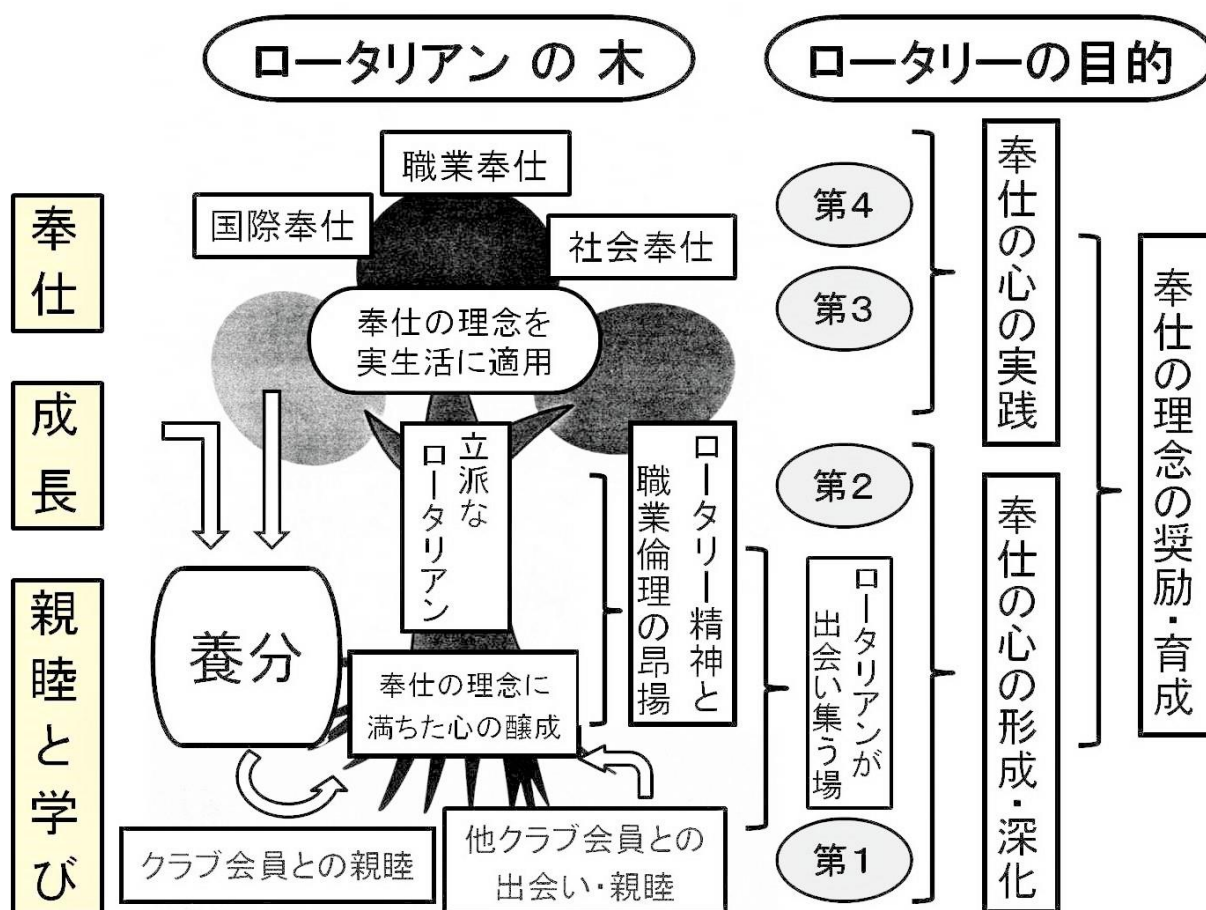 ロータリアン の 木
ロータリーの目的
奉仕
成長
親睦と学び
職業奉仕
国際奉仕
社会奉仕
奉仕の理念を
実生活に適用
立派な
ロータリアン
養分
奉仕の理念に
満ちた心の醸成
クラブ会員との親睦
他クラブ会員との
出会い・親睦
ロータリー精神と
職業倫理の昂揚
第4
第3
第2
ロータリアンが
出会い集う場
第1
奉仕の心の実践
奉仕の心の形成・深化
奉仕の理念の奨励・育成